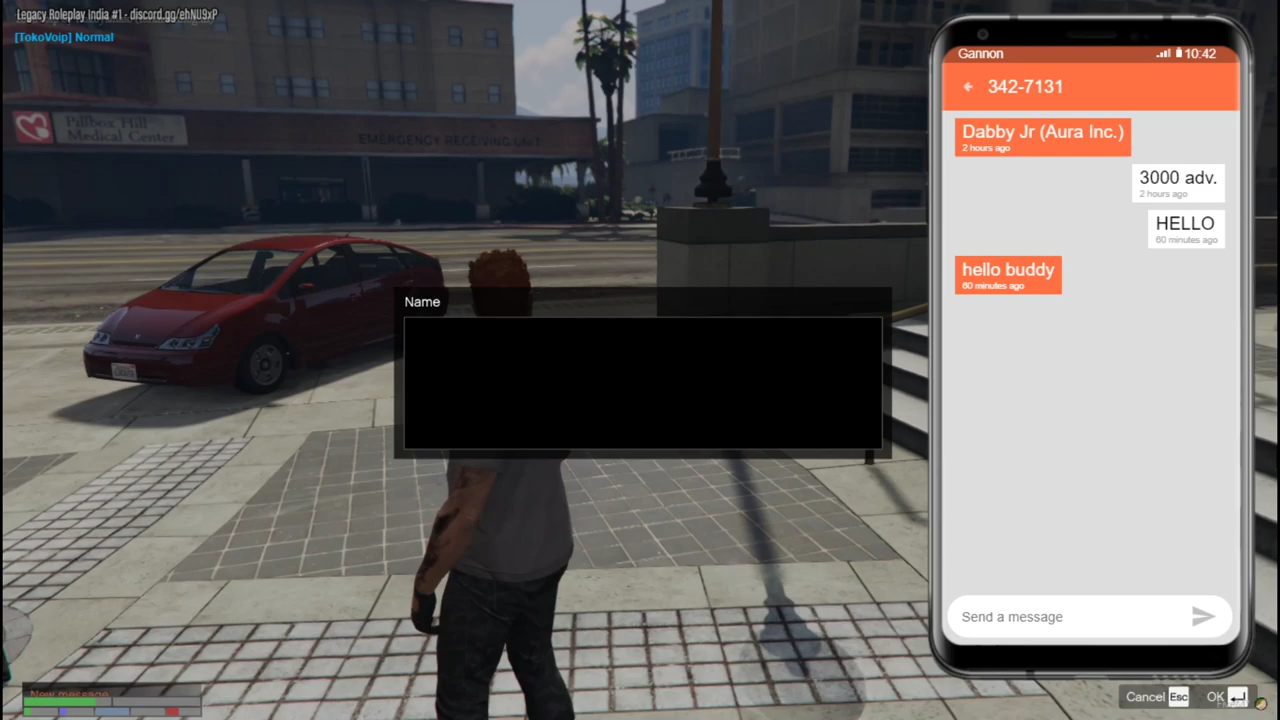 Legacy Roleplay India #1 - discord.gg/ehNU9xP
[TokoVoip] Normal
Pillbox Hill
Medical Center
EMERGENCY RECEIVING UNIT
Gannon
10:42
342-7131
Dabby Jr (Aura Inc.)
2 hours ago
3000 adv.
2 hours ago
HELLO
60 minutes ago
hello buddy
60 minutes ago
Name
Send a message
New message
Cancel Esc
OK